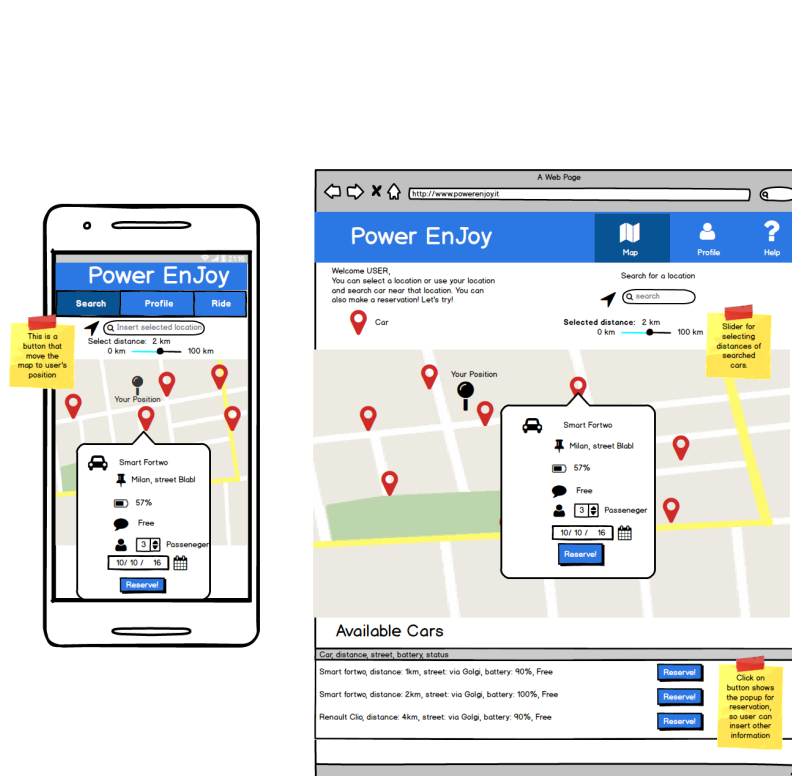 21:16
Power EnJoy
Search
Profile
Ride
Insert selected location
Select distance: 2 km
0 km
100 km
This is a
button that
move the
map to user's
position
Your Position
Smart Fortwo
Milan, street Blabl
57%
Free
3
Passeneger
10/ 10 / 16
Reserve!
A Web Page
http://www.powerenjoy.it
Power EnJoy
Map
Profile
Help
Welcome USER,
You can select a location or use your location
and search car near that location. You can
also make a reservation! Let's try!
Car
Search for a location
search
Selected distance: 2 km
0 km
100 km
Slider for
selecting
distances of
searched
cars.
Your Position
Smart Fortwo
Milan, street Blabl
57%
Free
3
Passeneger
10/ 10 / 16
Reserve!
Available Cars
Car, distance, street, battery, status
Smart fortwo, distance: 1km, street: via Golgi, battery: 90%, Free
Reserve!
Smart fortwo, distance: 2km, street: via Golgi, battery: 100%, Free
Reserve!
Renault Clio, distance: 4km, street: via Golgi, battery: 90%, Free
Reserve!
Click on
button shows
the popup for
reservation,
so user can
insert other
information